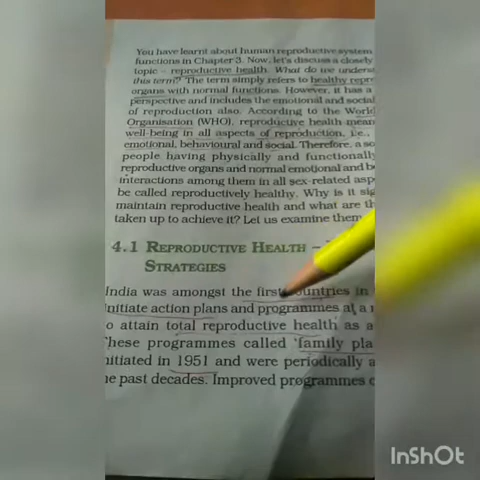 You have learnt about human reproductive system
functions in Chapter 3. Now, let's discuss a closely
topic – reproductive health. What do we underst
this term? The term simply refers to healthy repr
organs with normal functions. However, it has a
perspective and includes the emotional and social
of reproduction also. According to the World
Organisation (WHO), reproductive health mean
well-being in all aspects of reproduction, i.e.,
emotional, behavioural and social. Therefore, a so
people having physically and functionally
reproductive organs and normal emotional and be
interactions among them in all sex-related asp
be called reproductively healthy. Why is it sig
maintain reproductive health and what are th
taken up to achieve it? Let us examine them
4.1 REPRODUCTIVE HEALTH –
STRATEGIES
India was amongst the first countries in
initiate action plans and programmes at a
o attain total reproductive health as a
hese programmes called 'family pla
nitiated in 1951 and were periodically a
he past decades. Improved programmes c
InShOt